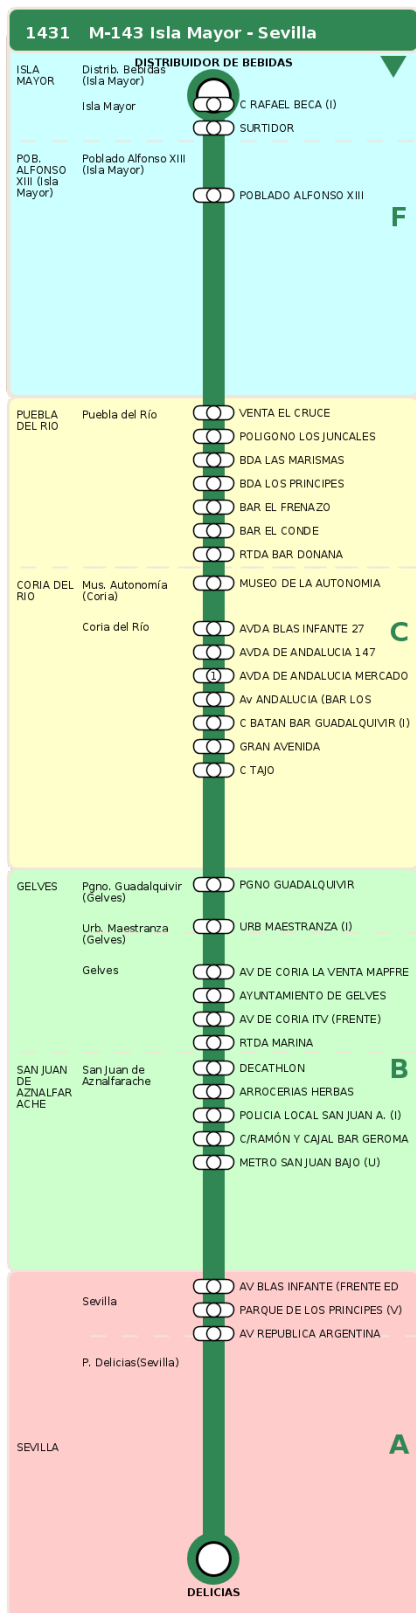 1431 M-143 Isla Mayor - Sevilla
DISTRIBUIDOR DE BEBIDAS
ISLA
MAYOR
Distrib. Bebidas
(Isla Mayor)
Isla Mayor
C RAFAEL BECA (I)
SURTIDOR
POB.
ALFONSO
XIII (Isla
Mayor)
Poblado Alfonso XIII
(Isla Mayor)
POBLADO ALFONSO XIII
F
PUEBLA
DEL RIO
Puebla del Río
VENTA EL CRUCE
POLIGONO LOS JUNCALES
BDA LAS MARISMAS
BDA LOS PRINCIPES
BAR EL FRENAZO
BAR EL CONDE
RTDA BAR DONANA
CORIA DEL
RIO
Mus. Autonomía
(Coria)
MUSEO DE LA AUTONOMIA
Coria del Río
AVDA BLAS INFANTE 27
C
AVDA DE ANDALUCIA 147
1
AVDA DE ANDALUCIA MERCADO
Av ANDALUCIA (BAR LOS
C BATAN BAR GUADALQUIVIR (I)
GRAN AVENIDA
C TAJO
GELVES
Pgno. Guadalquivir
(Gelves)
PGNO GUADALQUIVIR
Urb. Maestranza
(Gelves)
URB MAESTRANZA (I)
Gelves
AV DE CORIA LA VENTA MAPFRE
AYUNTAMIENTO DE GELVES
AV DE CORIA ITV (FRENTE)
RTDA MARINA
SAN JUAN
DE
AZNALFAR
ACHE
San Juan de
Aznalfarache
DECATHLON
B
ARROCERIAS HERBAS
POLICIA LOCAL SAN JUAN A. (I)
C/RAMÓN Y CAJAL BAR GEROMA
METRO SAN JUAN BAJO (U)
AV BLAS INFANTE (FRENTE ED
Sevilla
PARQUE DE LOS PRINCIPES (V)
AV REPUBLICA ARGENTINA
P. Delicias(Sevilla)
SEVILLA
A
DELICIAS